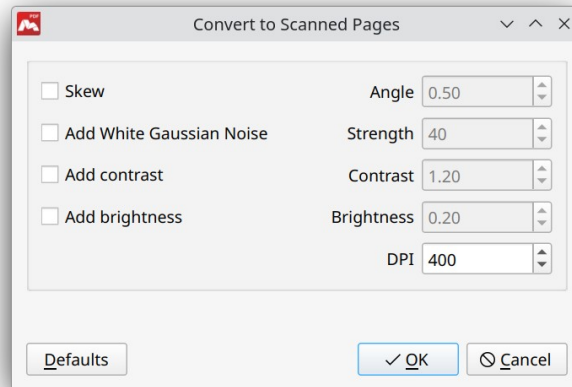 PDF
Convert to Scanned Pages
Skew Angle 0.50
Add White Gaussian Noise Strength 40
Add contrast Contrast 1.20
Add brightness Brightness 0.20
DPI 400
Defaults OK Cancel